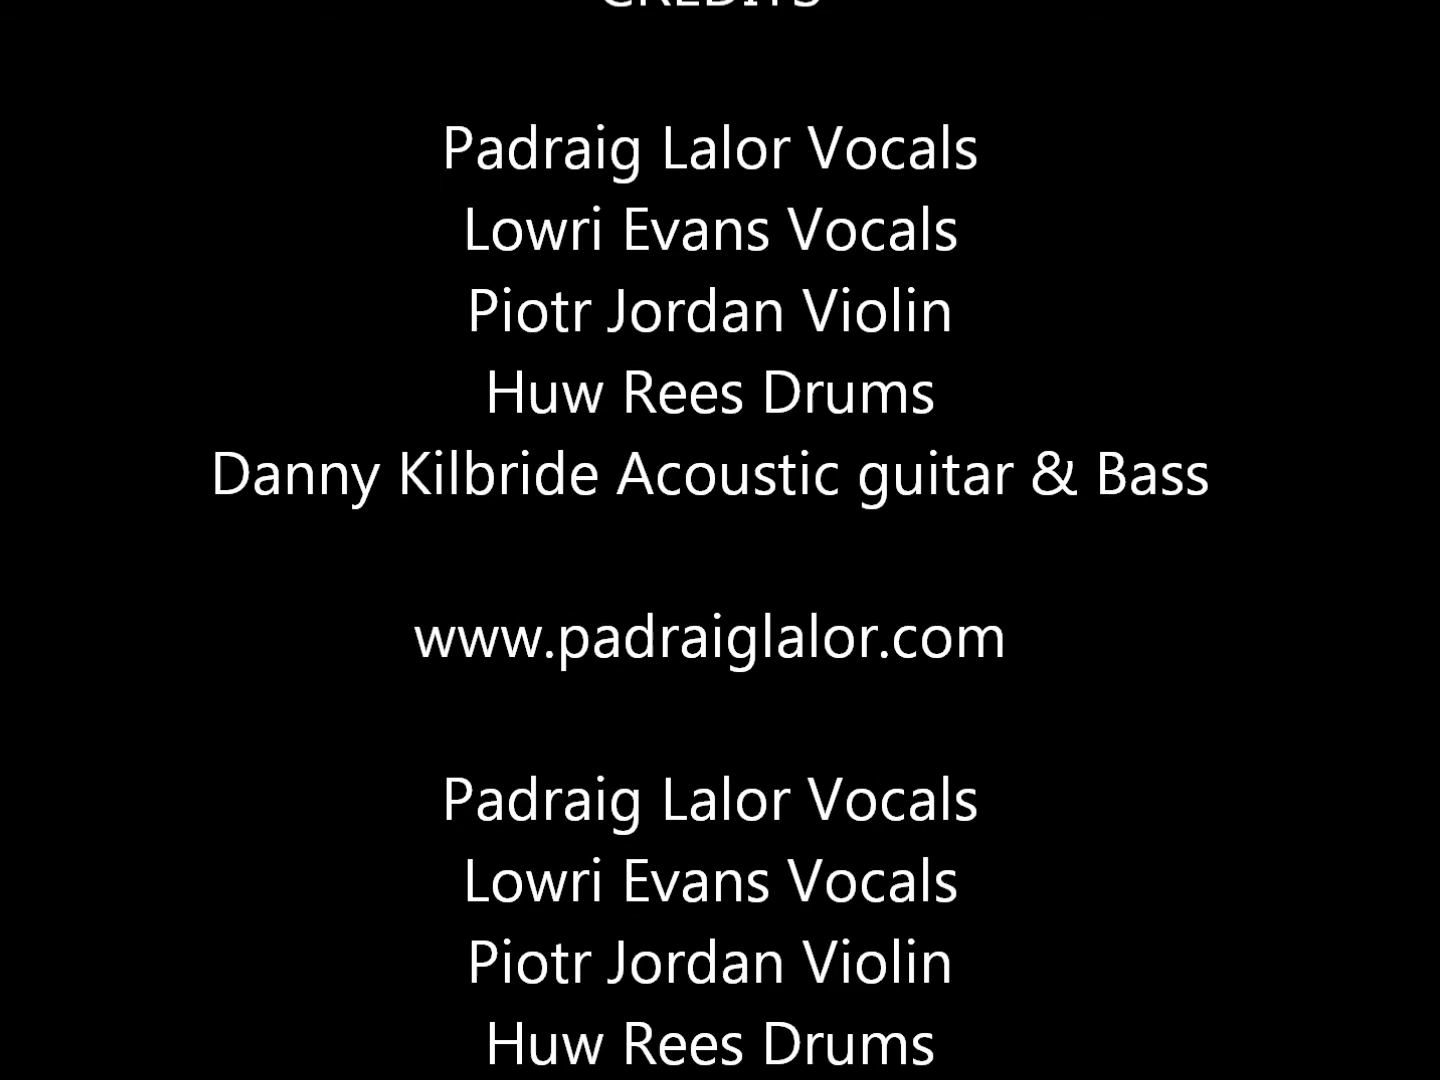 CREDITS
Padraig Lalor Vocals
Lowri Evans Vocals
Piotr Jordan Violin
Huw Rees Drums
Danny Kilbride Acoustic guitar & Bass
www.padraiglalor.com
Padraig Lalor Vocals
Lowri Evans Vocals
Piotr Jordan Violin
Huw Rees Drums